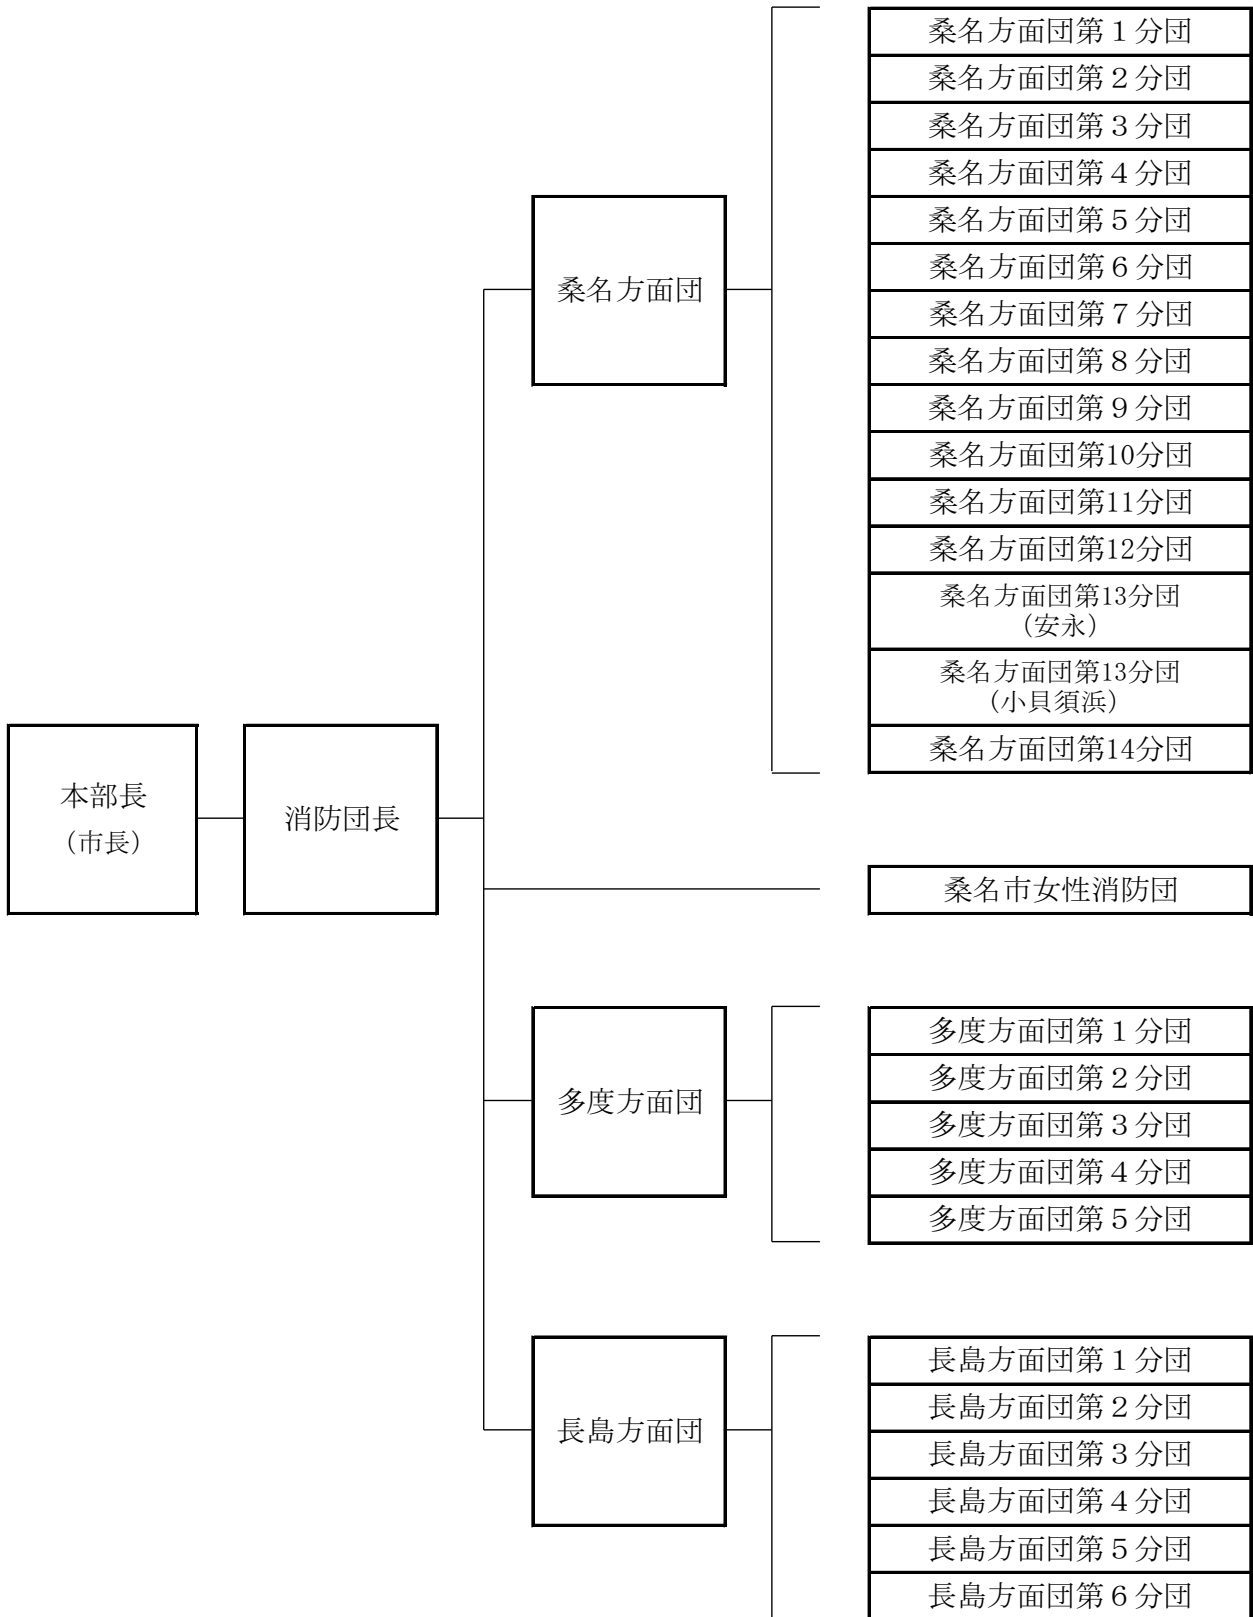 本部長
（市長）
消防団長
桑名方面団
桑名方面団第１分団
桑名方面団第２分団
桑名方面団第３分団
桑名方面団第４分団
桑名方面団第５分団
桑名方面団第６分団
桑名方面団第７分団
桑名方面団第８分団
桑名方面団第９分団
桑名方面団第10分団
桑名方面団第11分団
桑名方面団第12分団
桑名方面団第13分団
（安永）
桑名方面団第13分団
（小貝須浜）
桑名方面団第14分団
桑名市女性消防団
多度方面団
多度方面団第１分団
多度方面団第２分団
多度方面団第３分団
多度方面団第４分団
多度方面団第５分団
長島方面団
長島方面団第１分団
長島方面団第２分団
長島方面団第３分団
長島方面団第４分団
長島方面団第５分団
長島方面団第６分団